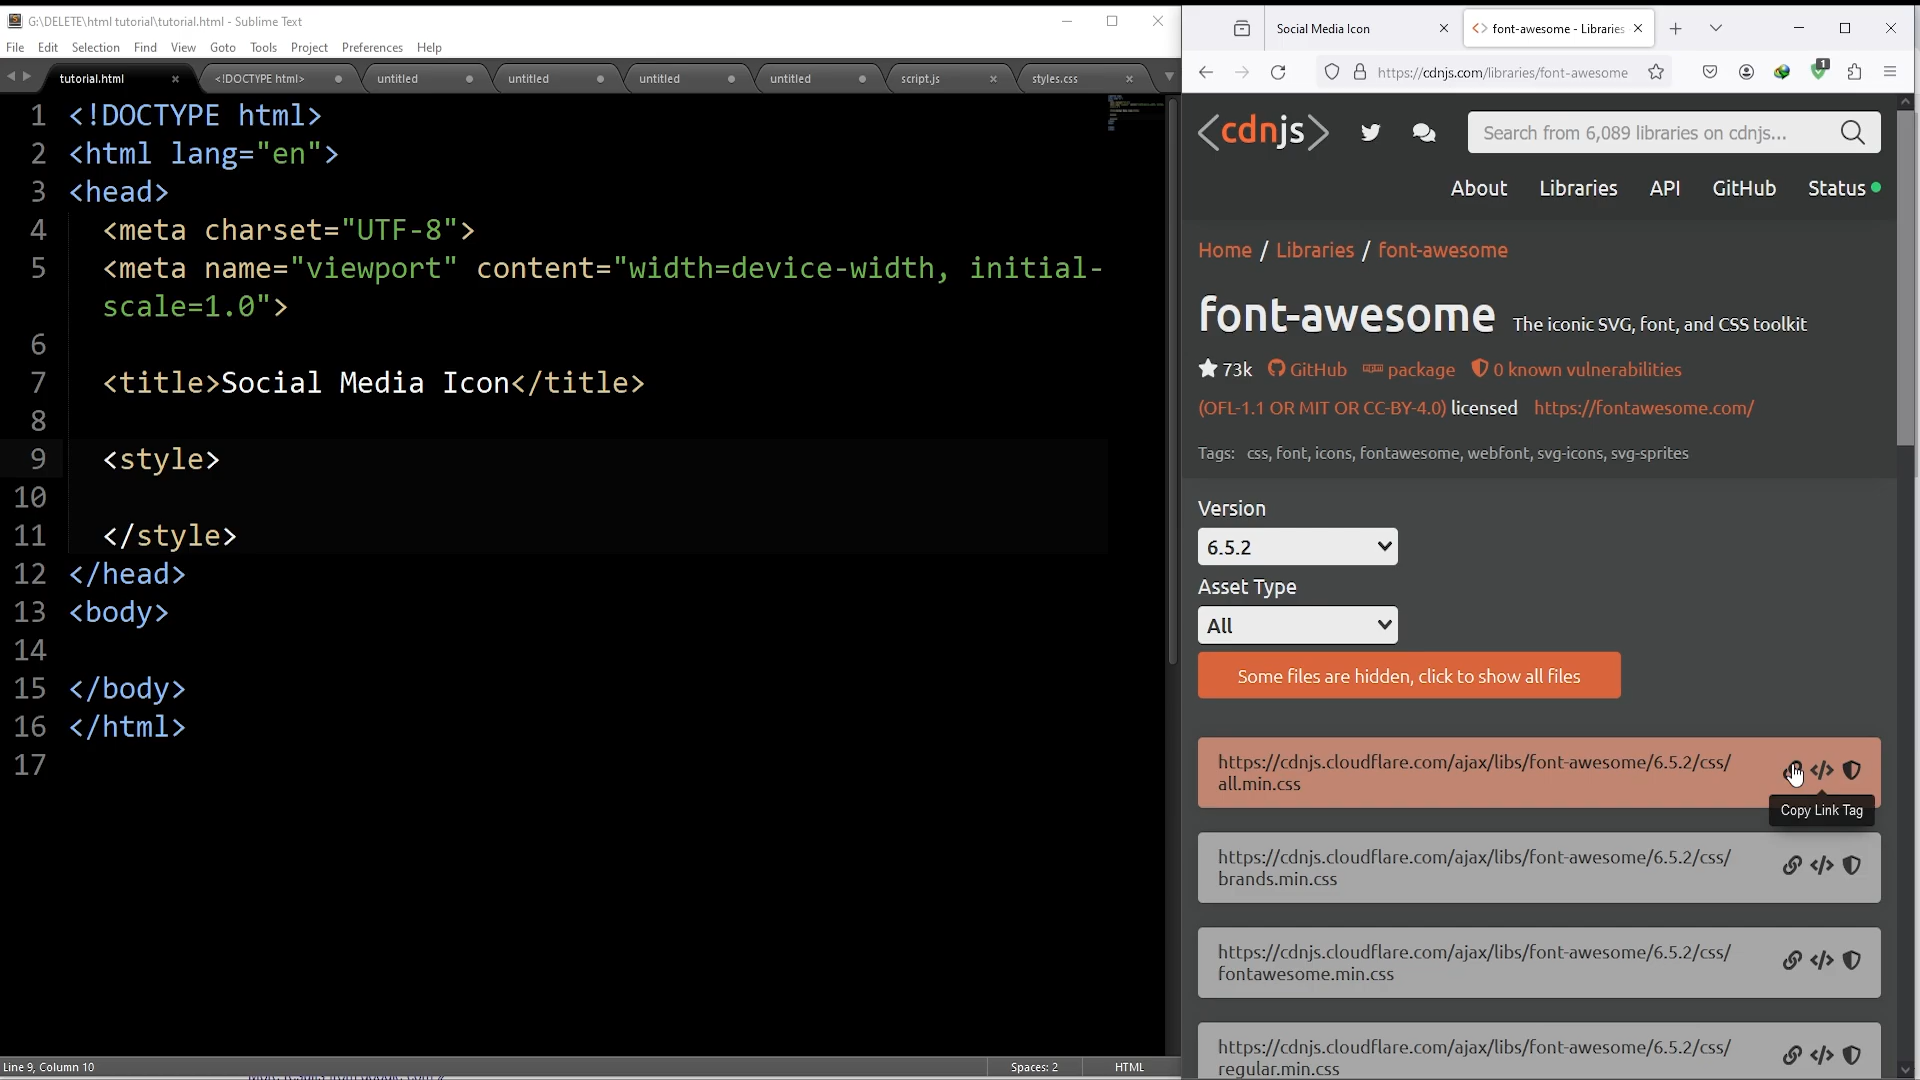 G:\DELETE\html tutorial\tutorial.html - Sublime Text
File Edit Selection Find View Goto Tools Project Preferences Help
tutorial.html <!DOCTYPE html> untitled untitled untitled untitled script.js styles.css
1 <!DOCTYPE html>
2 <html lang="en">
3 <head>
4 <meta charset="UTF-8">
5 <meta name="viewport" content="width=device-width, initial-
scale=1.0">
6
7 <title>Social Media Icon</title>
8
9 <style>
10
11 </style>
12 </head>
13 <body>
14
15 </body>
16 </html>
17
Line 9, Column 10
Spaces: 2
HTML
Social Media Icon
<> font-awesome - Libraries
https://cdnjs.com/libraries/font-awesome
1
<cdnjs>
Search from 6,089 libraries on cdnjs...
About Libraries API GitHub Status
Home / Libraries / font-awesome
font-awesome The iconic SVG, font, and CSS toolkit
73k GitHub npm package 0 known vulnerabilities
(OFL-1.1 OR MIT OR CC-BY-4.0) licensed https://fontawesome.com/
Tags: css, font, icons, fontawesome, webfont, svg-icons, svg-sprites
Version
6.5.2
Asset Type
All
Some files are hidden, click to show all files
https://cdnjs.cloudflare.com/ajax/libs/font-awesome/6.5.2/css/
all.min.css
</>
Copy Link Tag
https://cdnjs.cloudflare.com/ajax/libs/font-awesome/6.5.2/css/
brands.min.css
</>
https://cdnjs.cloudflare.com/ajax/libs/font-awesome/6.5.2/css/
fontawesome.min.css
</>
https://cdnjs.cloudflare.com/ajax/libs/font-awesome/6.5.2/css/
regular.min.css
</>